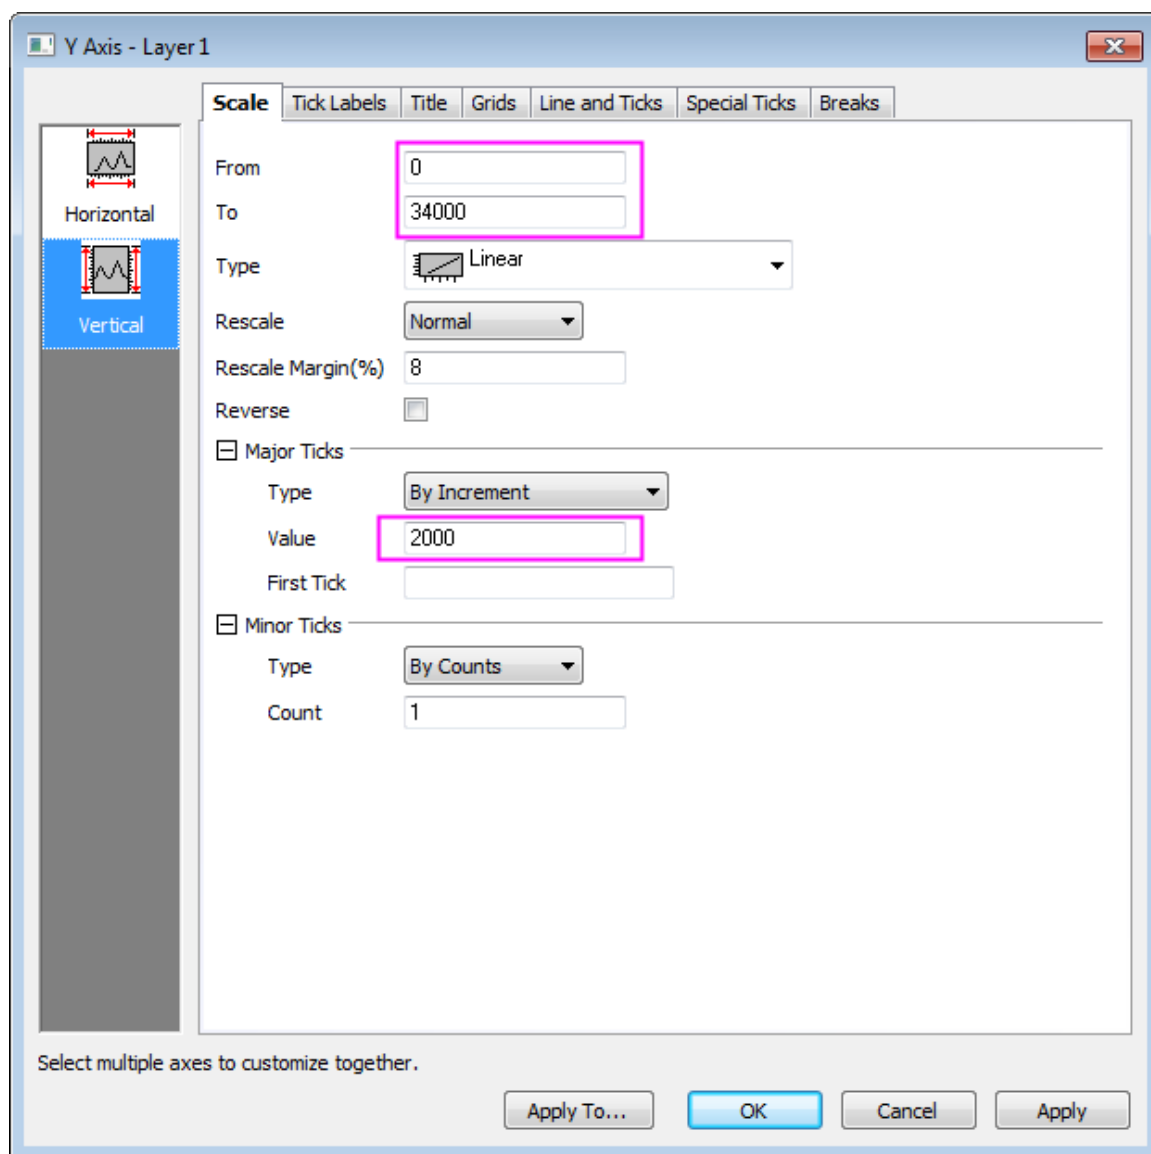 Y Axis - Layer1
Scale Tick Labels Title Grids Line and Ticks Special Ticks Breaks
Horizontal
Vertical
From 0
To 34000
Type Linear
Rescale Normal
Rescale Margin(%) 8
Reverse
Major Ticks
Type By Increment
Value 2000
First Tick
Minor Ticks
Type By Counts
Count 1
Select multiple axes to customize together.
Apply To... OK Cancel Apply